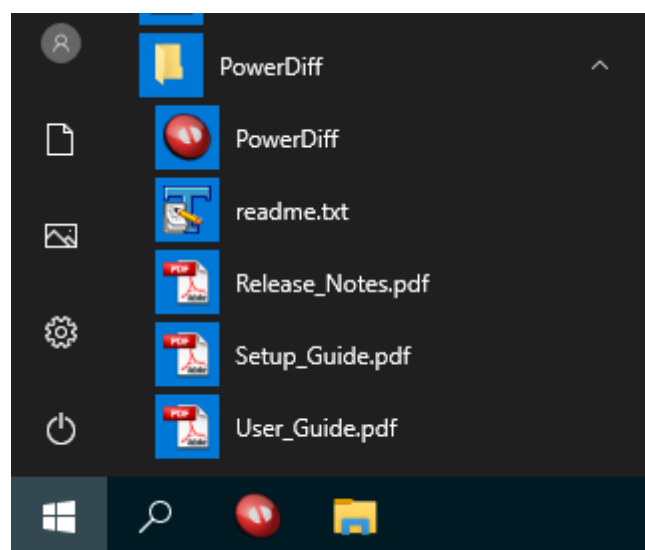 PowerDiff
PowerDiff
readme.txt
Release_Notes.pdf
Setup_Guide.pdf
User_Guide.pdf